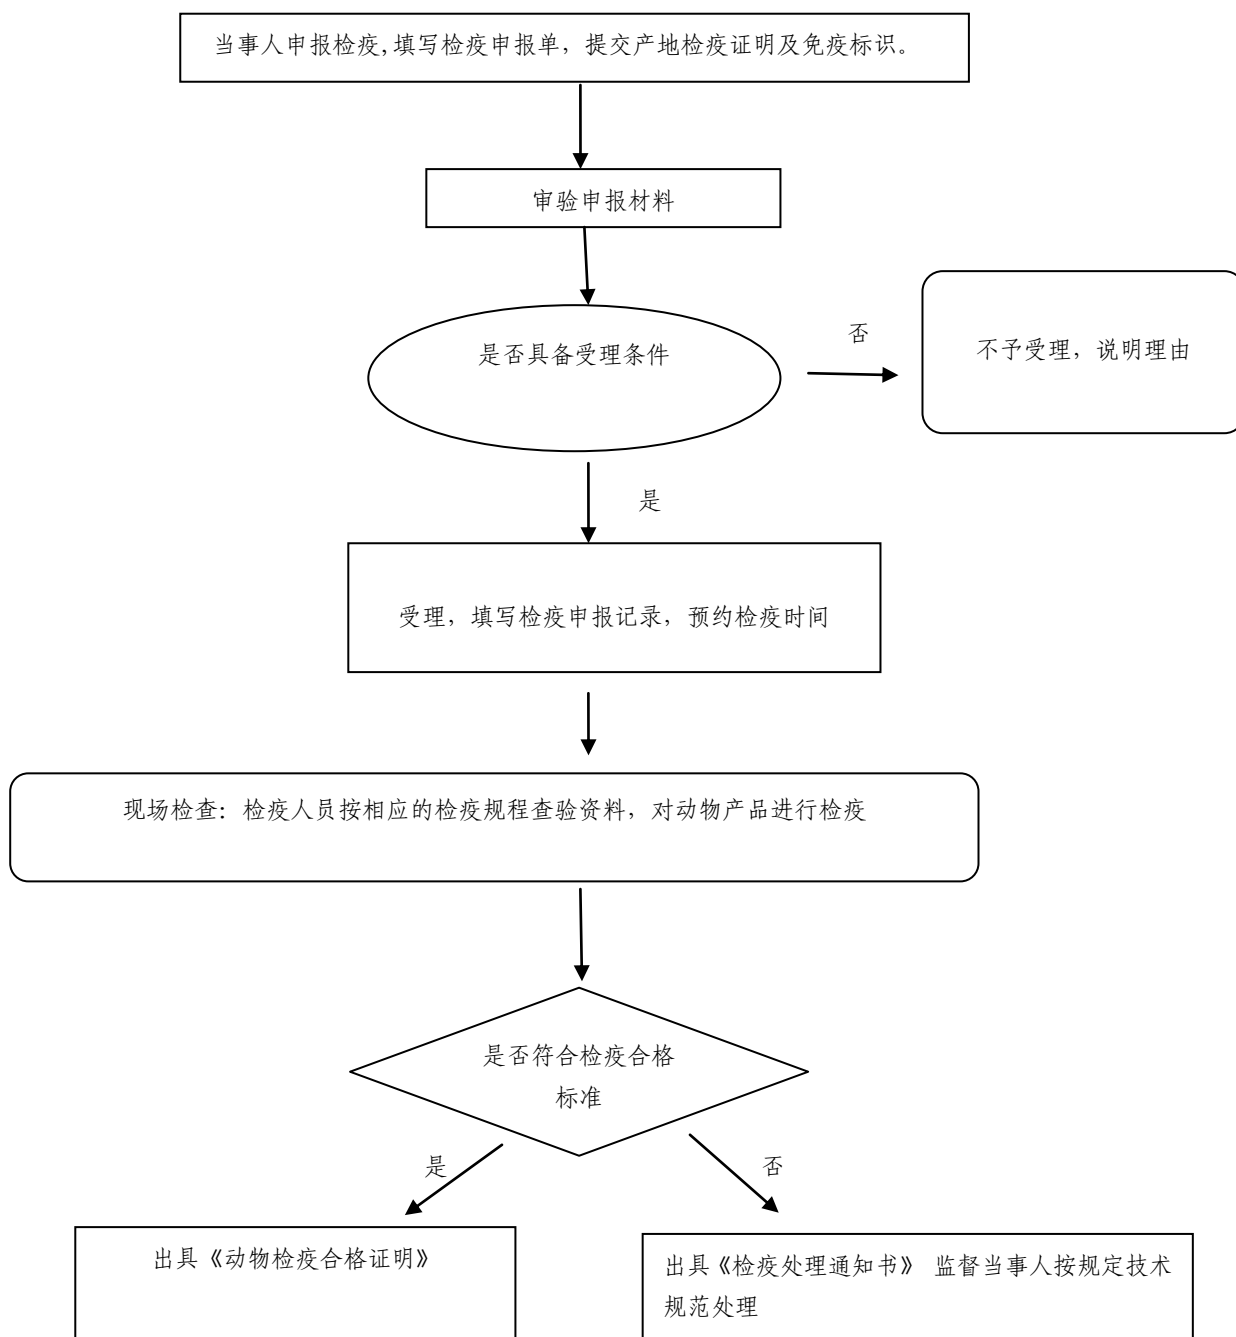 当事人申报检疫,填写检疫申报单，提交产地检疫证明及免疫标识。
审验申报材料
是否具备受理条件
否
不予受理，说明理由
是
受理，填写检疫申报记录，预约检疫时间
现场检查：检疫人员按相应的检疫规程查验资料，对动物产品进行检疫
是否符合检疫合格
标准
是
否
出具《动物检疫合格证明》
出具《检疫处理通知书》 监督当事人按规定技术
规范处理